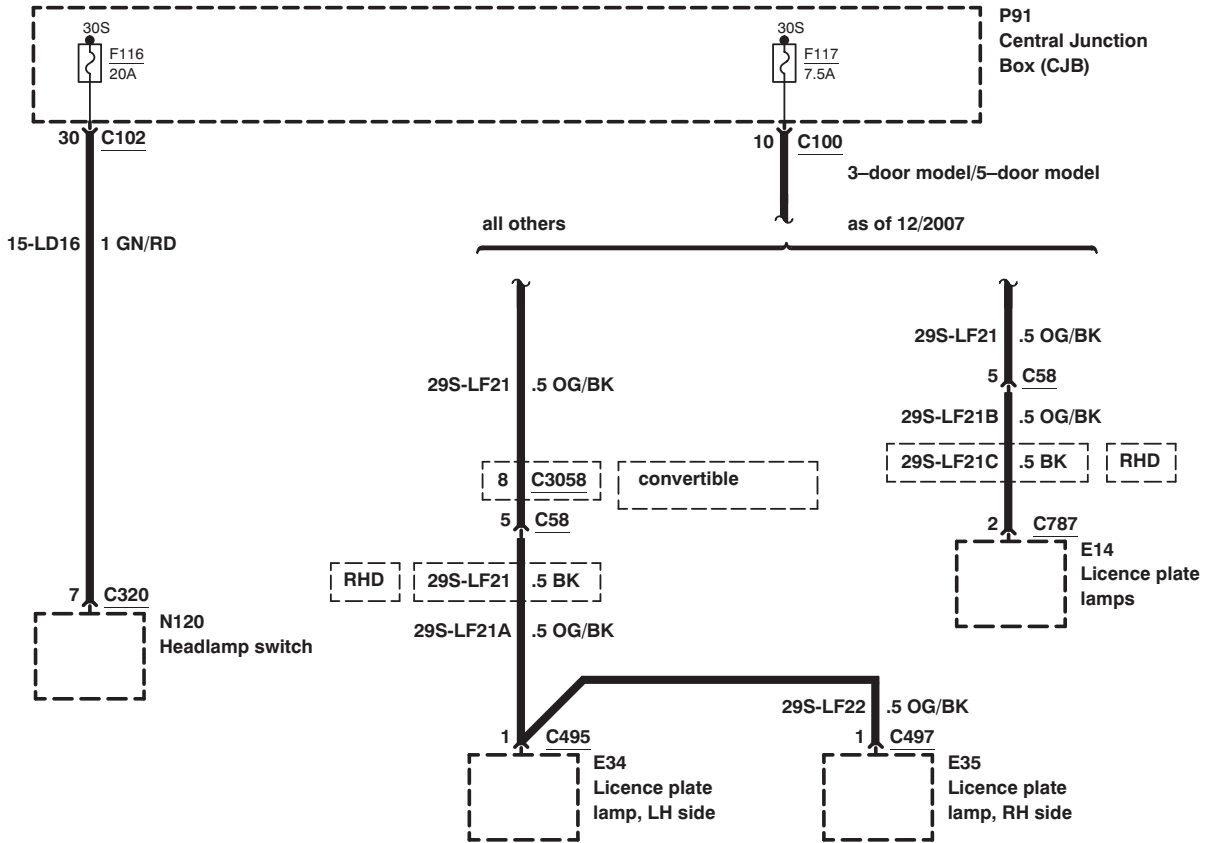 P91
Central Junction
Box (CJB)
30S
F116
20A
30S
F117
7.5A
30 C102
10 C100
3–door model/5–door model
all others
as of 12/2007
15-LD16 1 GN/RD
29S-LF21 .5 OG/BK
5 C58
29S-LF21 .5 OG/BK
29S-LF21B .5 OG/BK
29S-LF21C .5 BK RHD
8 C3058 convertible
5 C58
2 C787
E14
Licence plate
lamps
RHD 29S-LF21 .5 BK
29S-LF21A .5 OG/BK
7 C320
N120
Headlamp switch
29S-LF22 .5 OG/BK
1 C495
E34
Licence plate
lamp, LH side
1 C497
E35
Licence plate
lamp, RH side